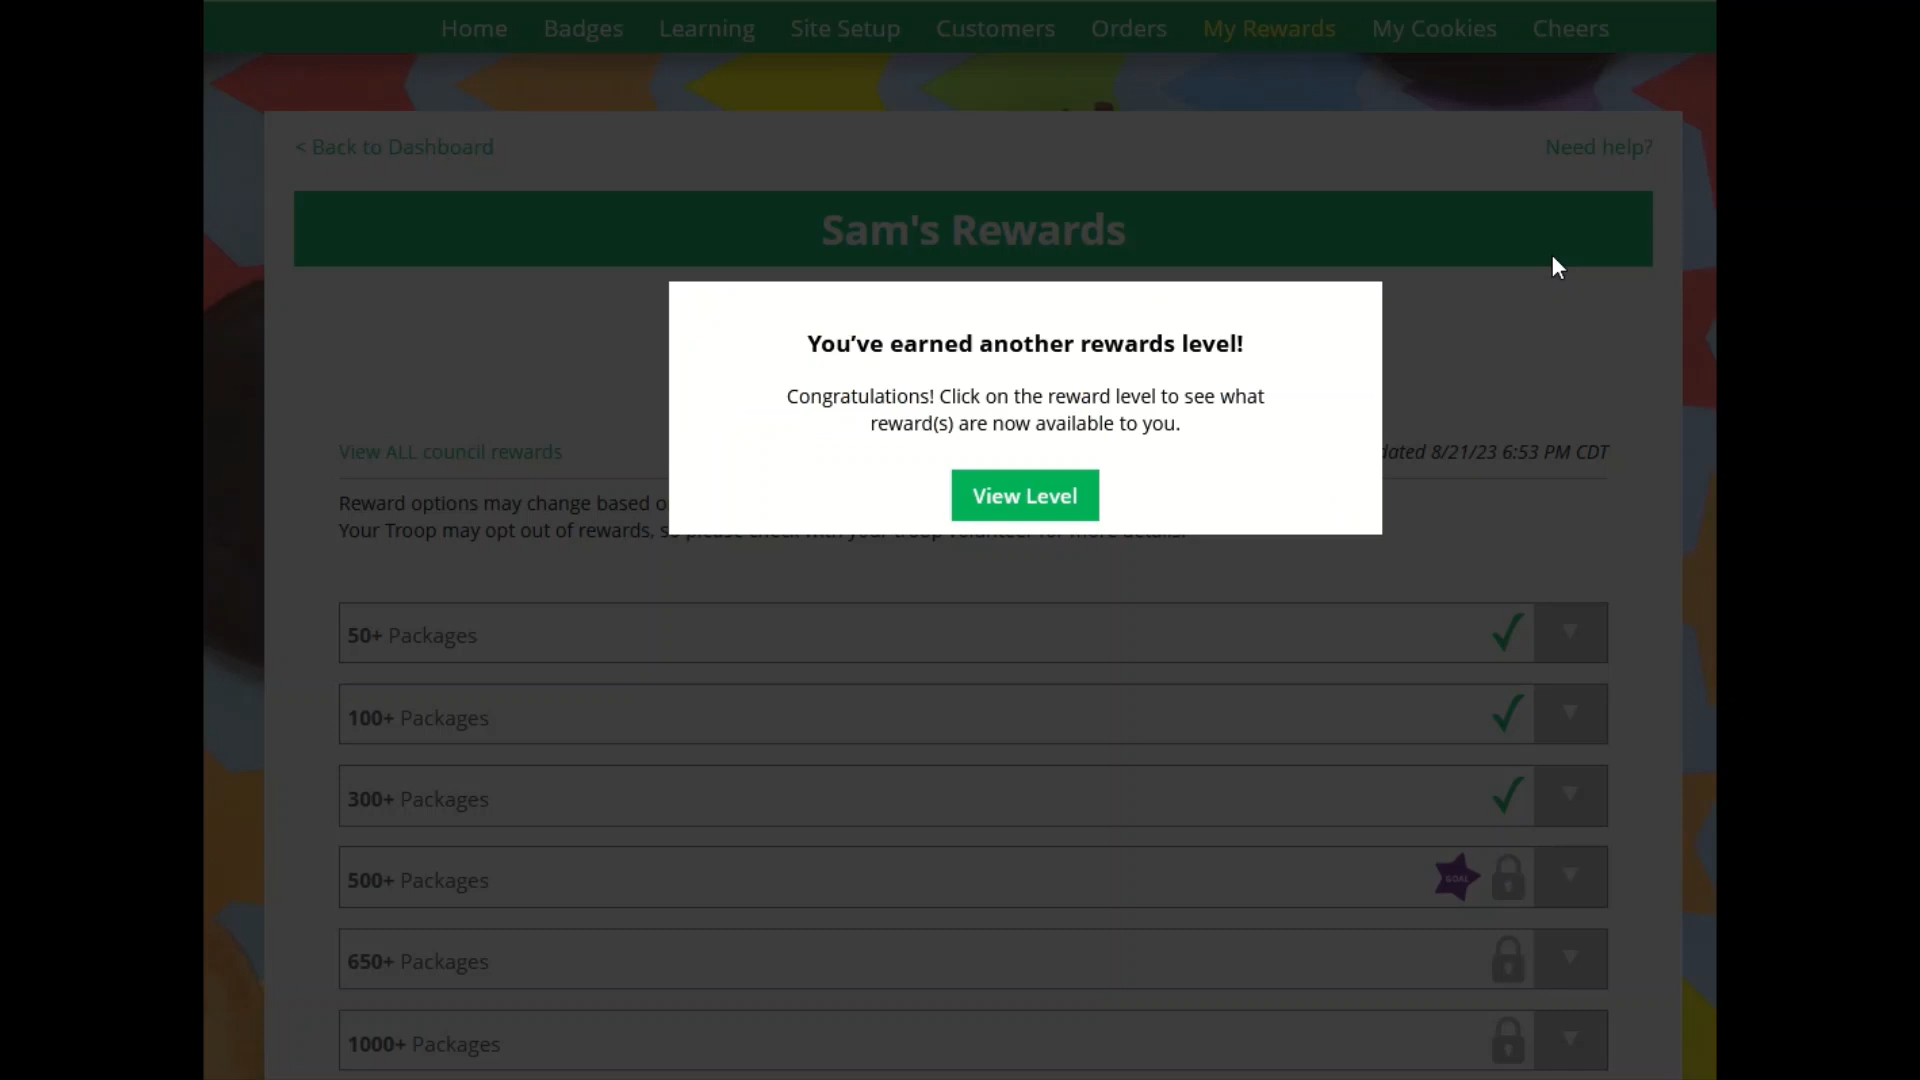 Home Badges Learning Site Setup Customers Orders My Rewards My Cookies Cheers
< Back to Dashboard Need help?
Sam's Rewards
You’ve earned another rewards level!
Congratulations! Click on the reward level to see what
reward(s) are now available to you.
View Level
View ALL council rewards 8/21/23 6:53 PM CDT
Reward options may change based
Your Troop may opt out of rewards,
50+ Packages
100+ Packages
300+ Packages
500+ Packages GOAL
650+ Packages
1000+ Packages